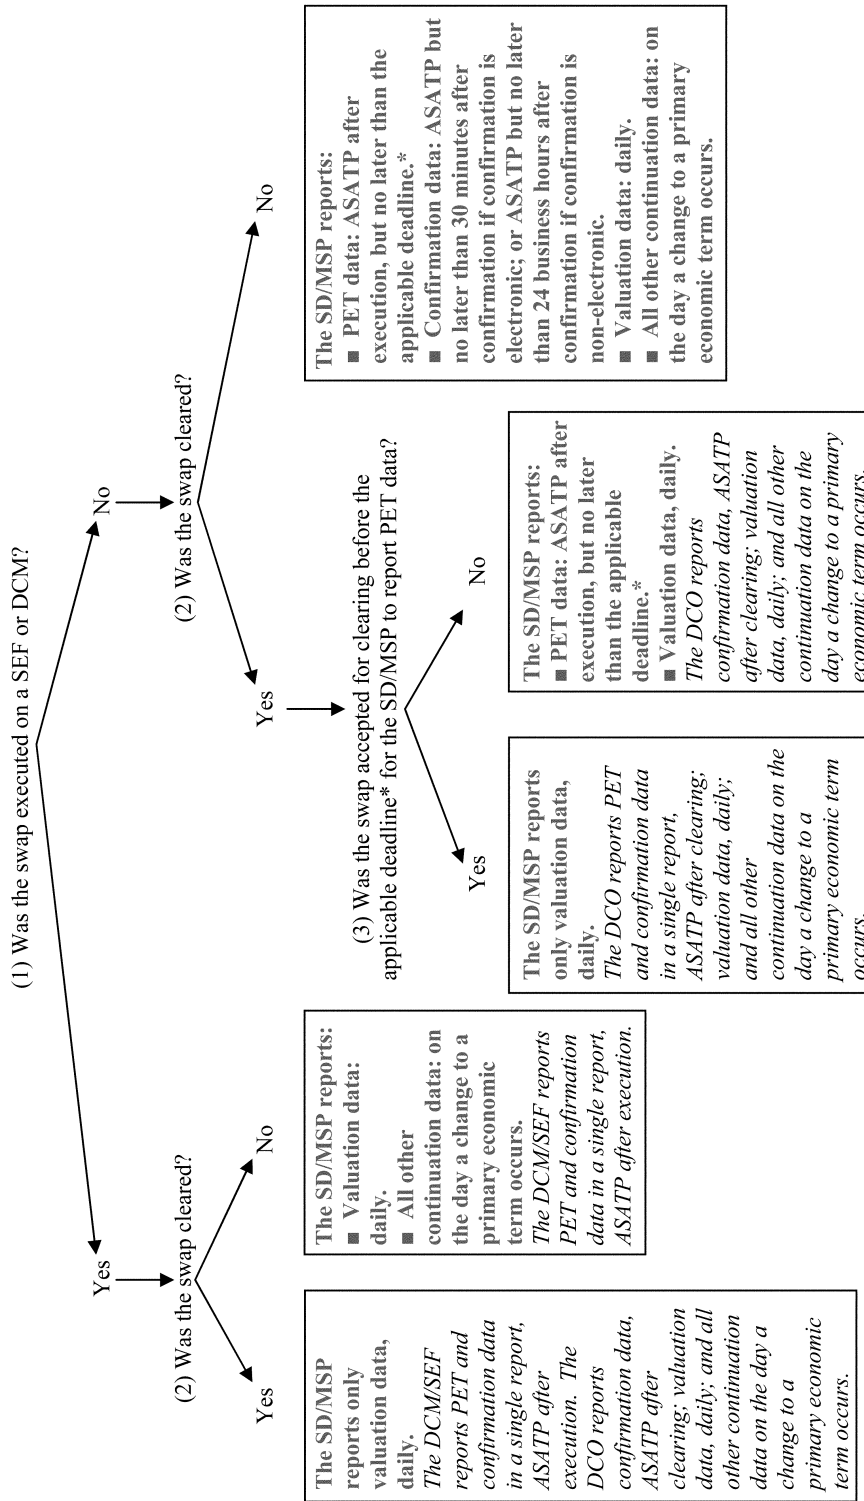 (1) Was the swap executed on a SEF or DCM?
Yes
No
(2) Was the swap cleared?
(2) Was the swap cleared?
Yes
No
Yes
No
(3) Was the swap accepted for clearing before the
applicable deadline* for the SD/MSP to report PET data?
Yes
No
The SD/MSP
reports only
valuation data,
daily.
The DCM/SEF
reports PET and
confirmation data
in a single report,
ASATP after
execution. The
DCO reports
confirmation data,
ASATP after
clearing; valuation
data, daily; and all
other continuation
data on the day a
change to a
primary economic
term occurs.
The SD/MSP reports:
■ Valuation data:
daily.
■ All other
continuation data: on
the day a change to a
primary economic
term occurs.
The DCM/SEF reports
PET and confirmation
data in a single report,
ASATP after execution.
The SD/MSP reports
only valuation data,
daily.
The DCO reports PET
and confirmation data
in a single report,
ASATP after clearing;
valuation data, daily;
and all other
continuation data on the
day a change to a
primary economic term
occurs.
The SD/MSP reports:
■ PET data: ASATP after
execution, but no later
than the applicable
deadline.*
■ Valuation data, daily.
The DCO reports
confirmation data, ASATP
after clearing; valuation
data, daily; and all other
continuation data on the
day a change to a primary
economic term occurs.
The SD/MSP reports:
■ PET data: ASATP after
execution, but no later than the
applicable deadline.*
■ Confirmation data: ASATP but
no later than 30 minutes after
confirmation if confirmation is
electronic; or ASATP but no later
than 24 business hours after
confirmation if confirmation is
non-electronic.
■ Valuation data: daily.
■ All other continuation data: on
the day a change to a primary
economic term occurs.